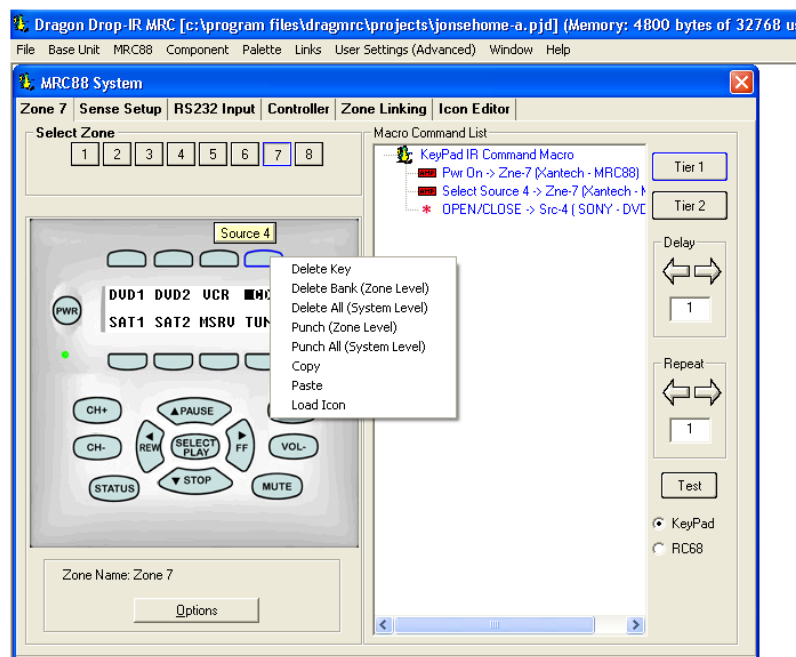 Dragon Drop-IR MRC [c:\program files\dragmrc\projects\jonsehome-a.pjd] (Memory: 4800 bytes of 32768 u
File Base Unit MRC88 Component Palette Links User Settings (Advanced) Window Help
MRC88 System
Zone 7 Sense Setup RS232 Input Controller Zone Linking Icon Editor
Select Zone
1 2 3 4 5 6 7 8
Macro Command List
KeyPad IR Command Macro
Pwr On -> Zne-7 (Xantech - MRC88)
Select Source 4 -> Zne-7 (Xantech - M
OPEN/CLOSE -> Src-4 ( SONY - DVD
Tier 1
Tier 2
Delay
1
Repeat
1
Test
KeyPad
RC68
Source 4
PWR
DVD1 DVD2 VCR
SAT1 SAT2 MSRV TUN
Delete Key
Delete Bank (Zone Level)
Delete All (System Level)
Punch (Zone Level)
Punch All (System Level)
Copy
Paste
Load Icon
CH+ PAUSE
CH- REW SELECT PLAY FF VOL-
STATUS STOP MUTE
Zone Name: Zone 7
Options